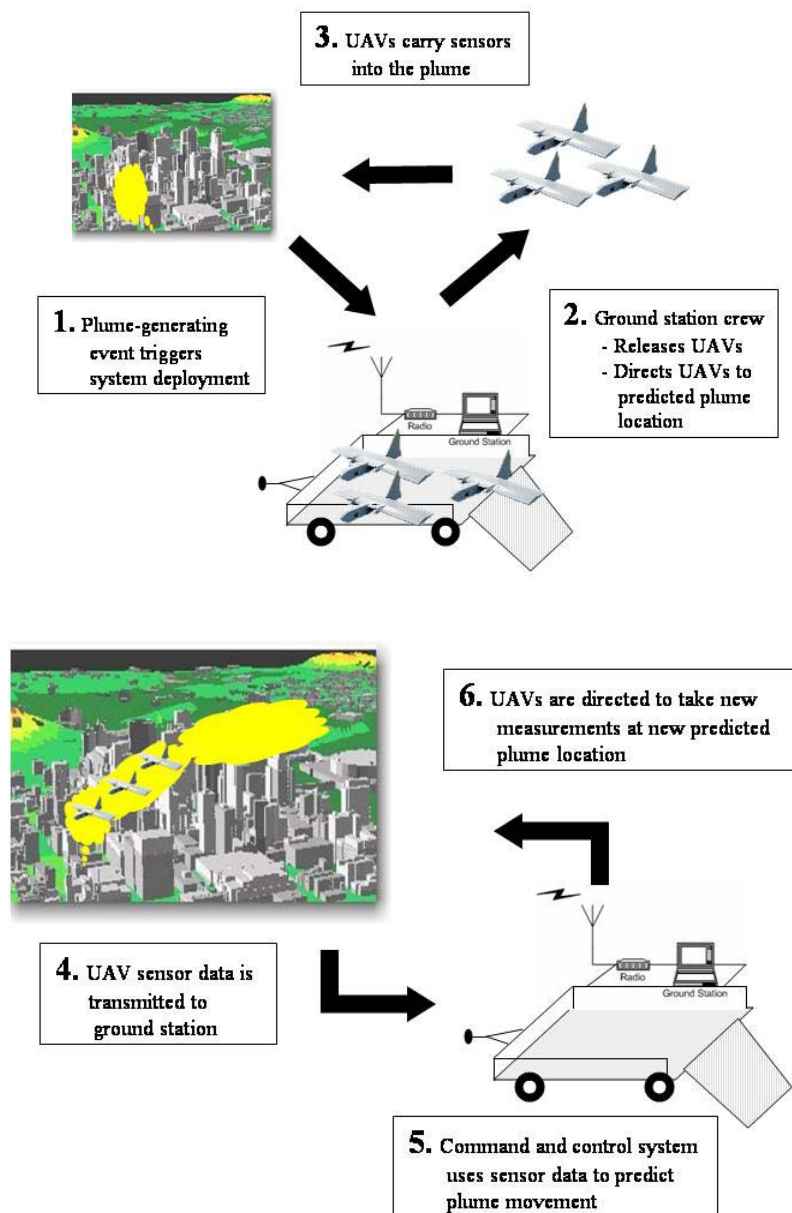 3. UAVs carry sensors
into the plume
1. Plume-generating
event triggers
system deployment
2. Ground station crew
- Releases UAVs
- Directs UAVs to
predicted plume
location
Radio
Ground Station
6. UAVs are directed to take new
measurements at new predicted
plume location
4. UAV sensor data is
transmitted to
ground station
Radio
Ground Station
5. Command and control system
uses sensor data to predict
plume movement